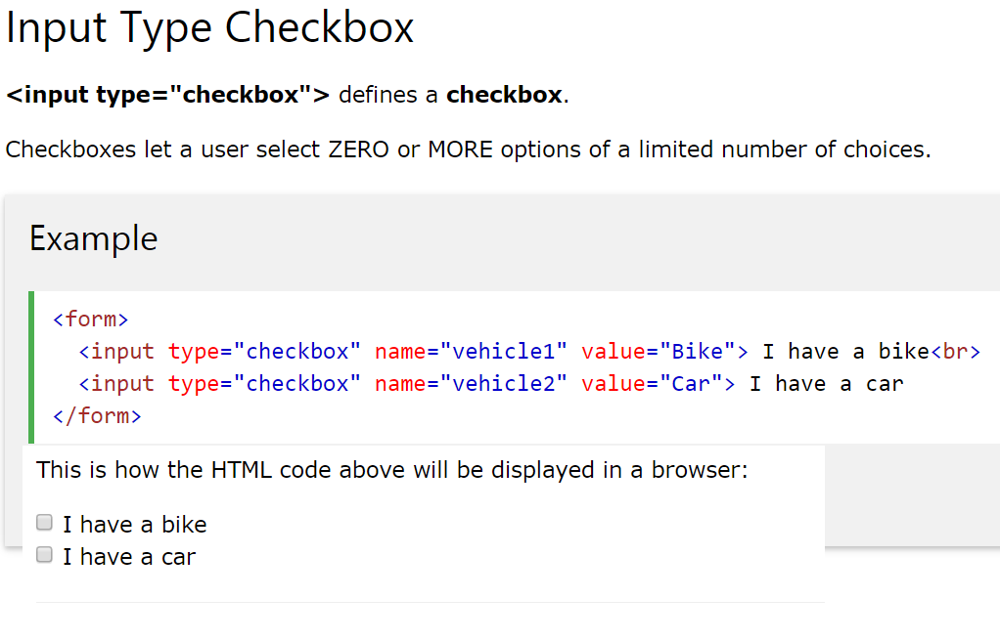 Input Type Checkbox
<input type="checkbox"> defines a checkbox.
Checkboxes let a user select ZERO or MORE options of a limited number of choices.
Example
<form>
  <input type="checkbox" name="vehicle1" value="Bike"> I have a bike<br>
  <input type="checkbox" name="vehicle2" value="Car"> I have a car
</form>
This is how the HTML code above will be displayed in a browser:
I have a bike
I have a car